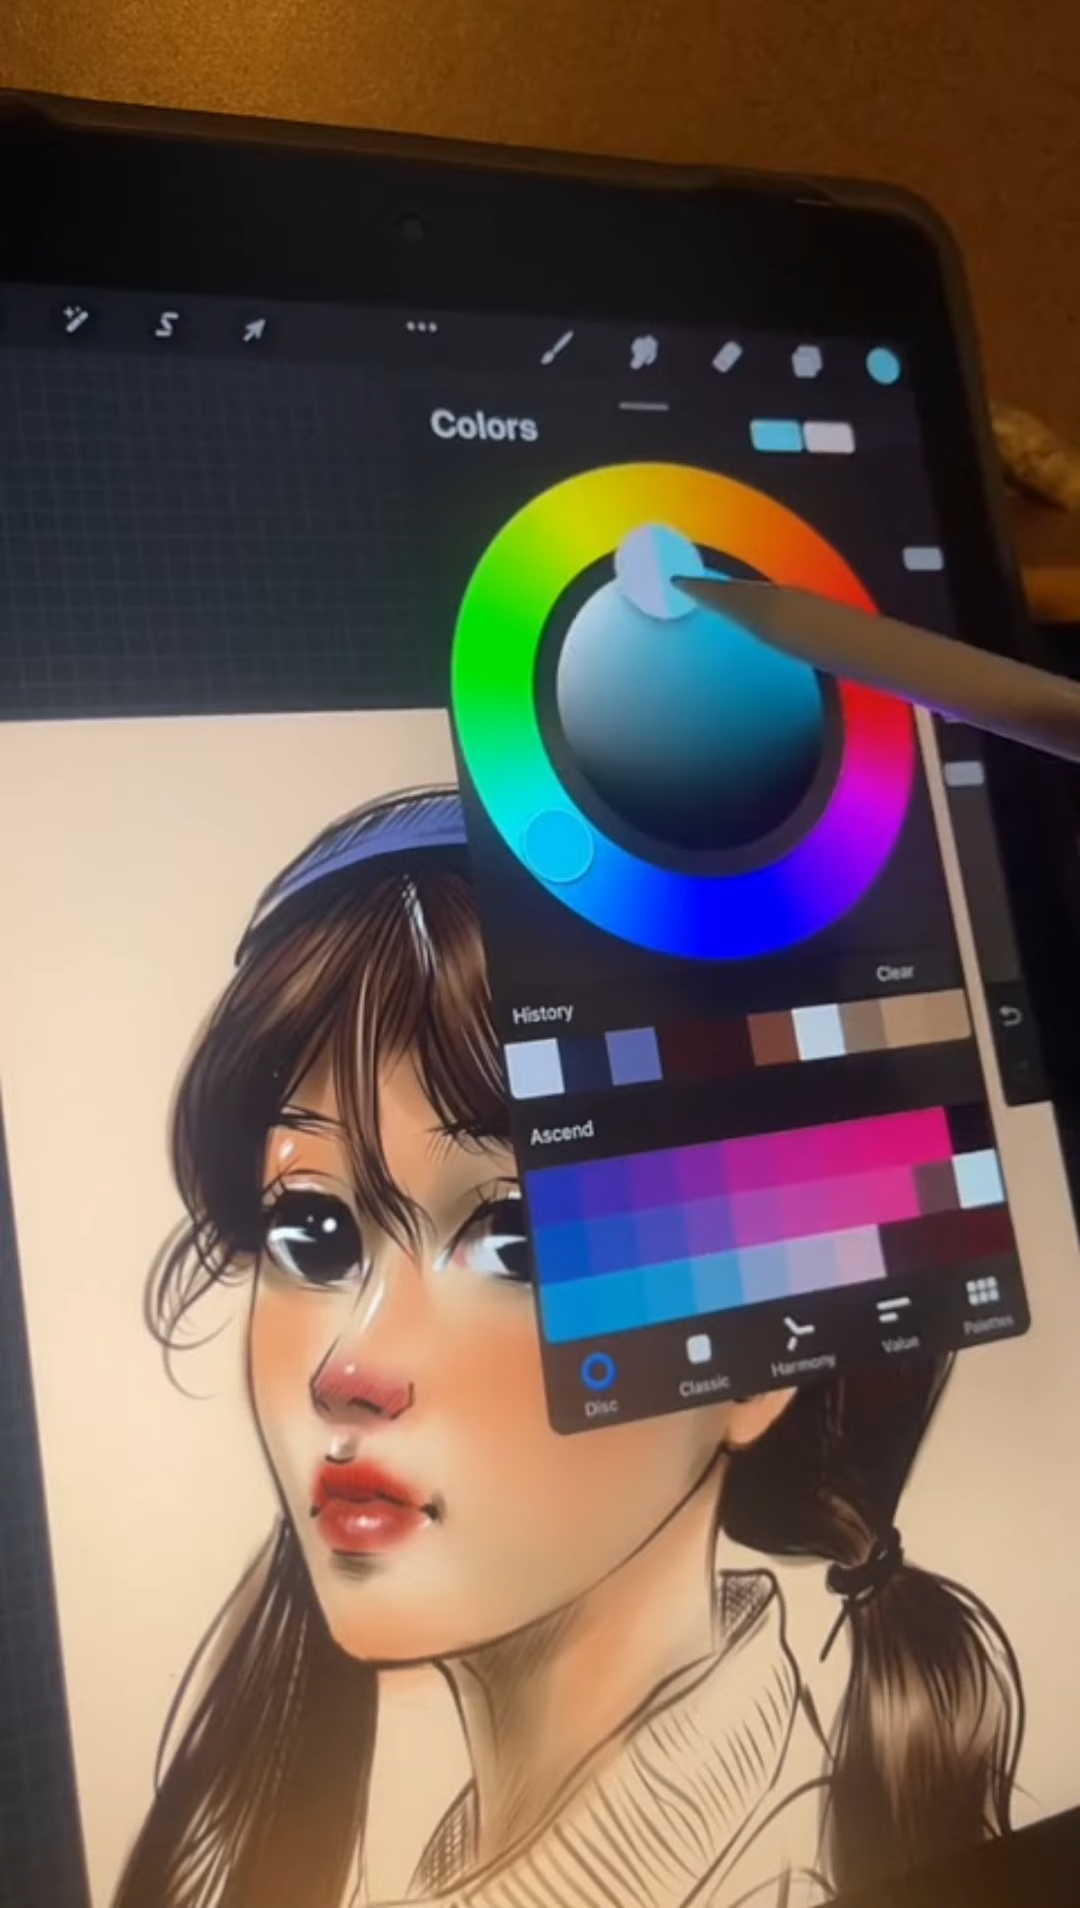 Colors
Clear
History
Ascend
Disc
Classic
Harmony
Value
Palettes